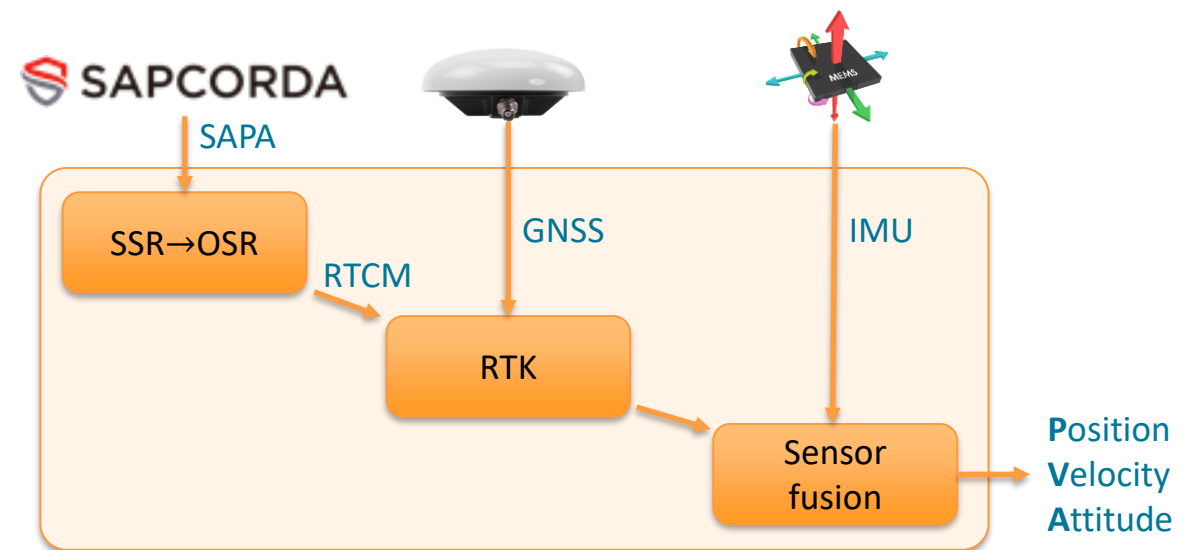 SAPCORDA
MEMS
SAPA
SSR→OSR
GNSS
IMU
RTCM
RTK
Sensor
fusion
Position
Velocity
Attitude